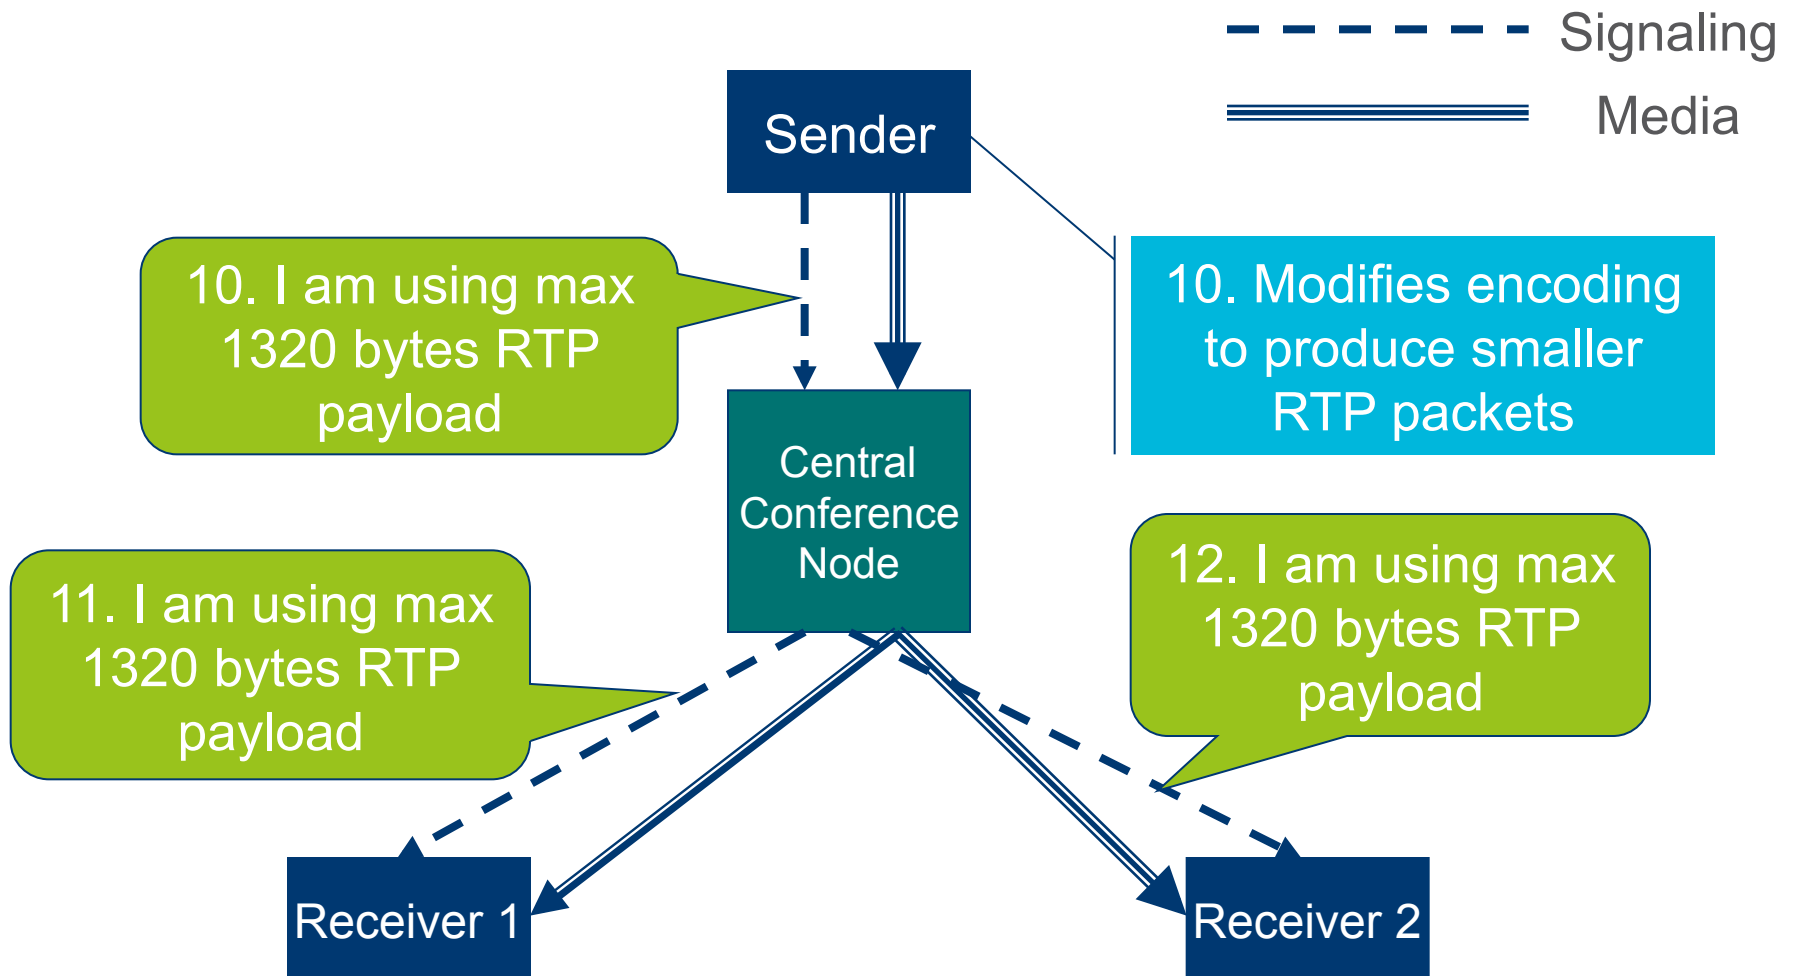 Signaling
Media
Sender
10. I am using max
1320 bytes RTP
payload
10. Modifies encoding
to produce smaller
RTP packets
Central
Conference
Node
11. I am using max
1320 bytes RTP
payload
12. I am using max
1320 bytes RTP
payload
Receiver 1
Receiver 2